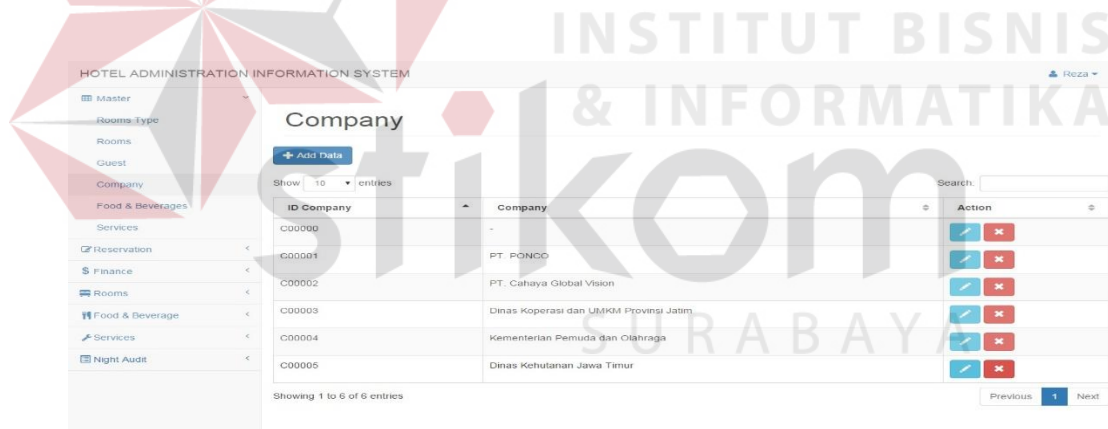 INSTITUT BISNIS
& INFORMATIKA
stikom
SURABAYA
HOTEL ADMINISTRATION INFORMATION SYSTEM
Reza
Master
Rooms Type
Rooms
Guest
Company
Food & Beverages
Services
Reservation
$ Finance
Rooms
Food & Beverage
Services
Night Audit
Company
+ Add Data
Show 10 entries
Search:
ID Company Company Action
C00000 -
C00001 PT. PONCO
C00002 PT. Cahaya Global Vision
C00003 Dinas Koperasi dan UMKM Provinsi Jatim
C00004 Kementerian Pemuda dan Olahraga
C00005 Dinas Kehutanan Jawa Timur
Showing 1 to 6 of 6 entries
Previous 1 Next